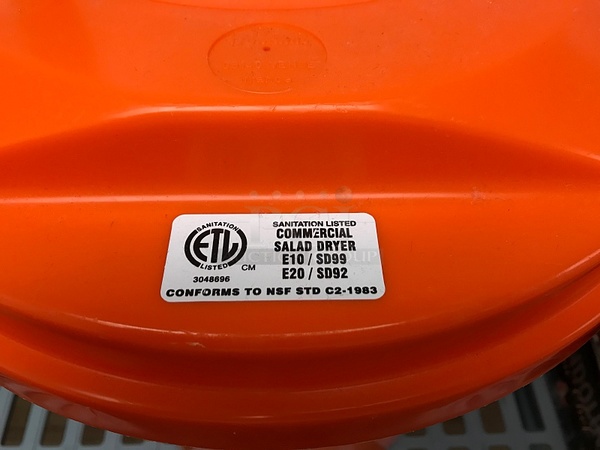 SANITATION
ETL
LISTED
CM
3048696
SANITATION LISTED
COMMERCIAL
SALAD DRYER
E10 / SD99
E20 / SD92
CONFORMS TO NSF STD C2-1983